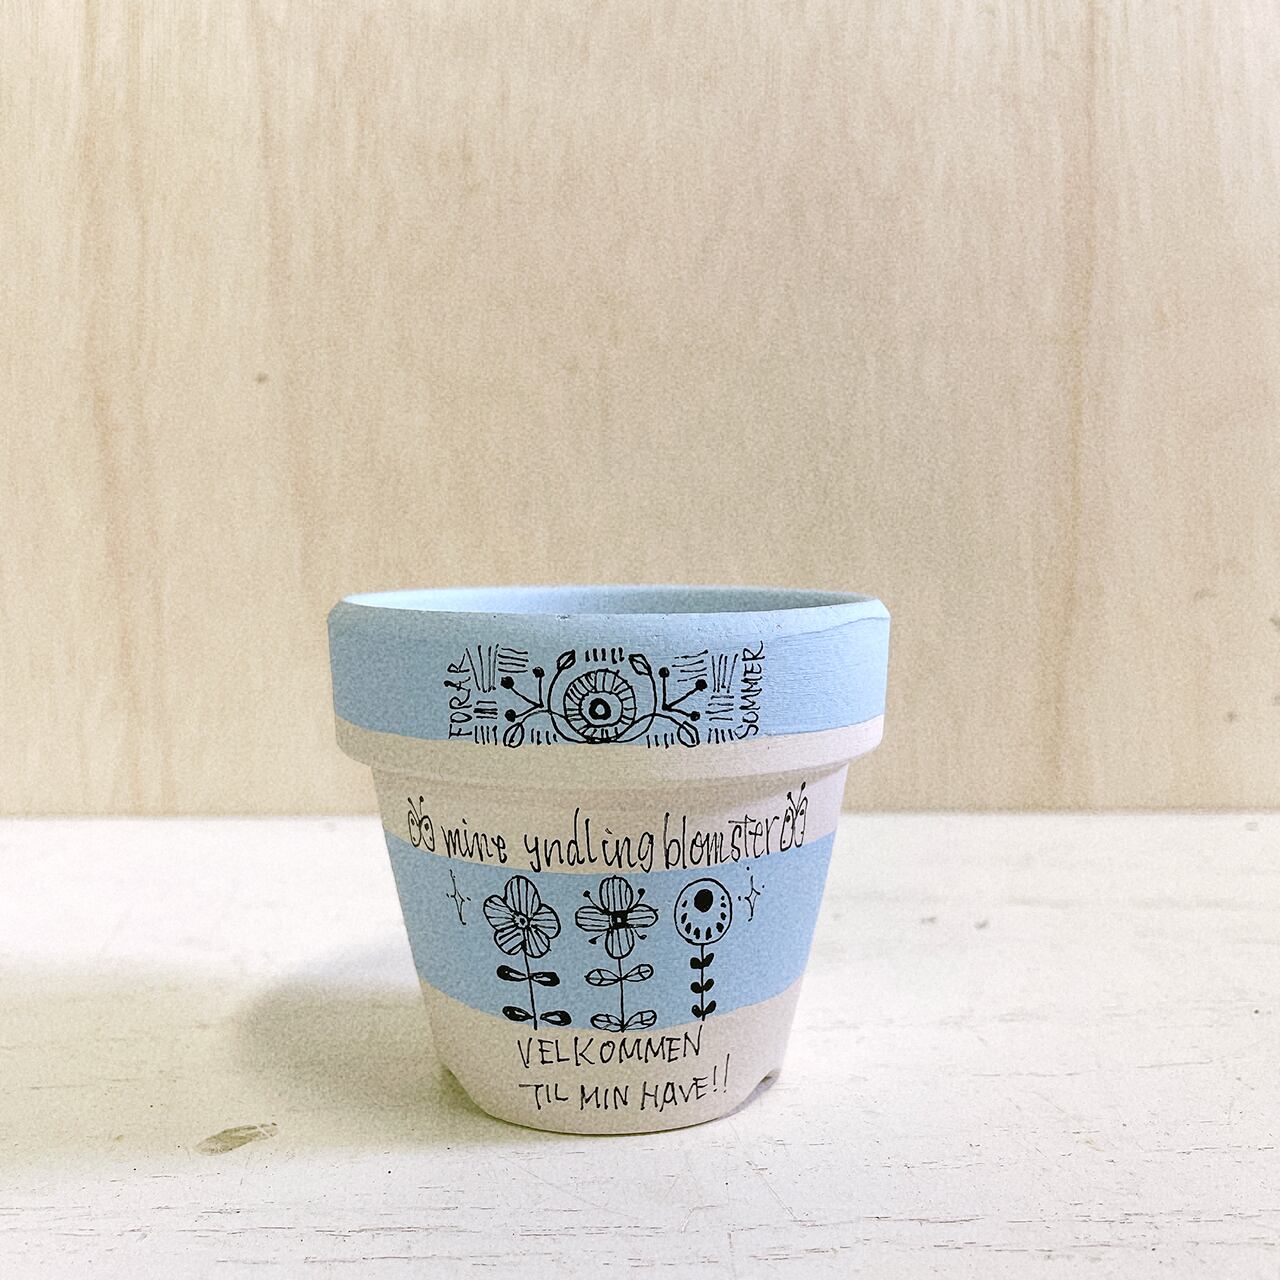 FORÅR
SOMMER
mine yndling blomster
VELKOMMEN
TIL MIN HAVE!!